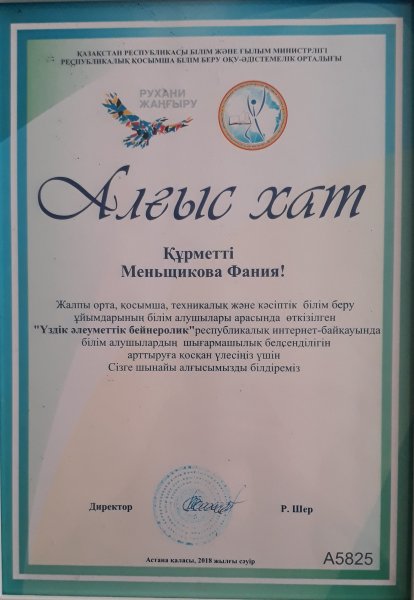 ҚАЗАҚСТАН РЕСПУБЛИКАСЫ БІЛІМ ЖӘНЕ ҒЫЛЫМ МИНИСТРЛІГІ
РЕСПУБЛИКАЛЫҚ ҚОСЫМША БІЛІМ БЕРУ ОҚУ-ӘДІСТЕМЕЛІК ОРТАЛЫҒЫ
РУХАНИ
ЖАҢҒЫРУ
Алғыс хат
Құрметті
Меньщикова Фания!
Жалпы орта, қосымша, техникалық және кәсіптік білім беру
ұйымдарының білім алушылары арасында өткізілген
"Үздік әлеуметтік бейнеролик"республикалық интернет-байқауында
білім алушылардың шығармашылық белсенділігін
арттыруға қосқан үлесіңіз үшін
Сізге шынайы алғысымызды білдіреміз
Директор
Р. Шер
Астана қаласы, 2018 жылғы сәуір
А5825